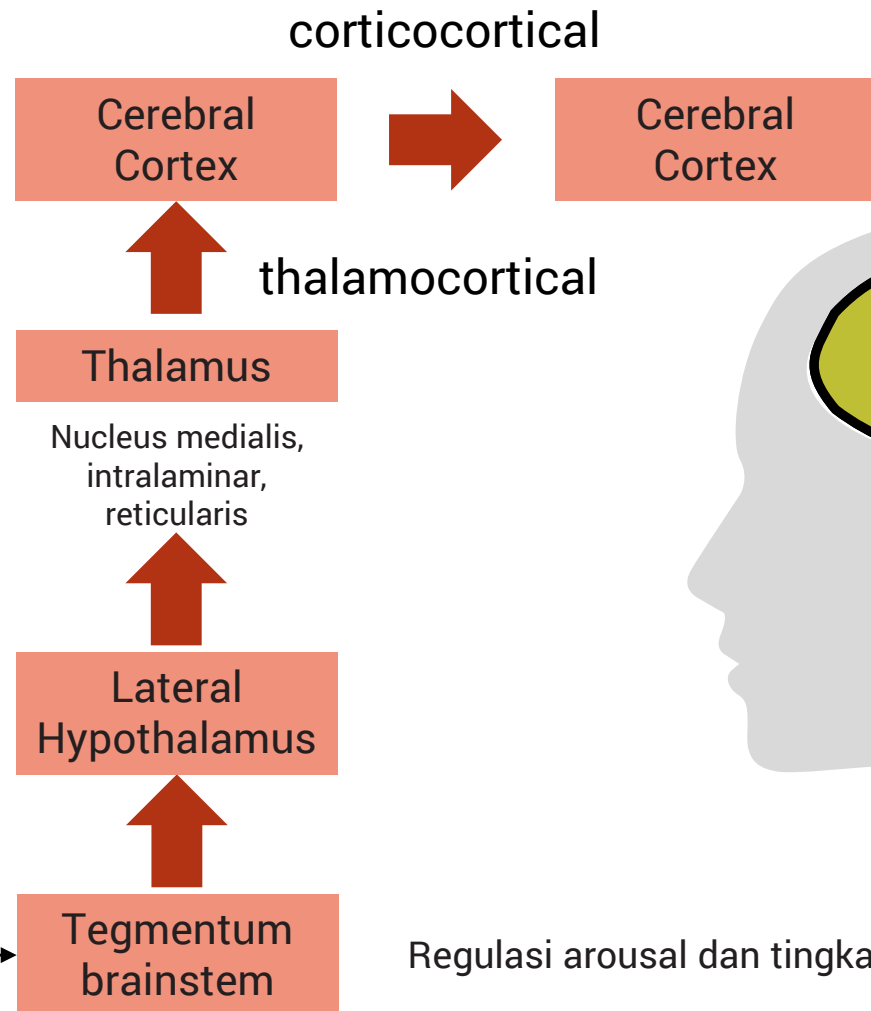 corticocortical
Cerebral
Cortex
Cerebral
Cortex
thalamocortical
Thalamus
Nucleus medialis,
intralaminar,
reticularis
Lateral
Hypothalamus
Tegmentum
brainstem
Regulasi arousal dan tingka